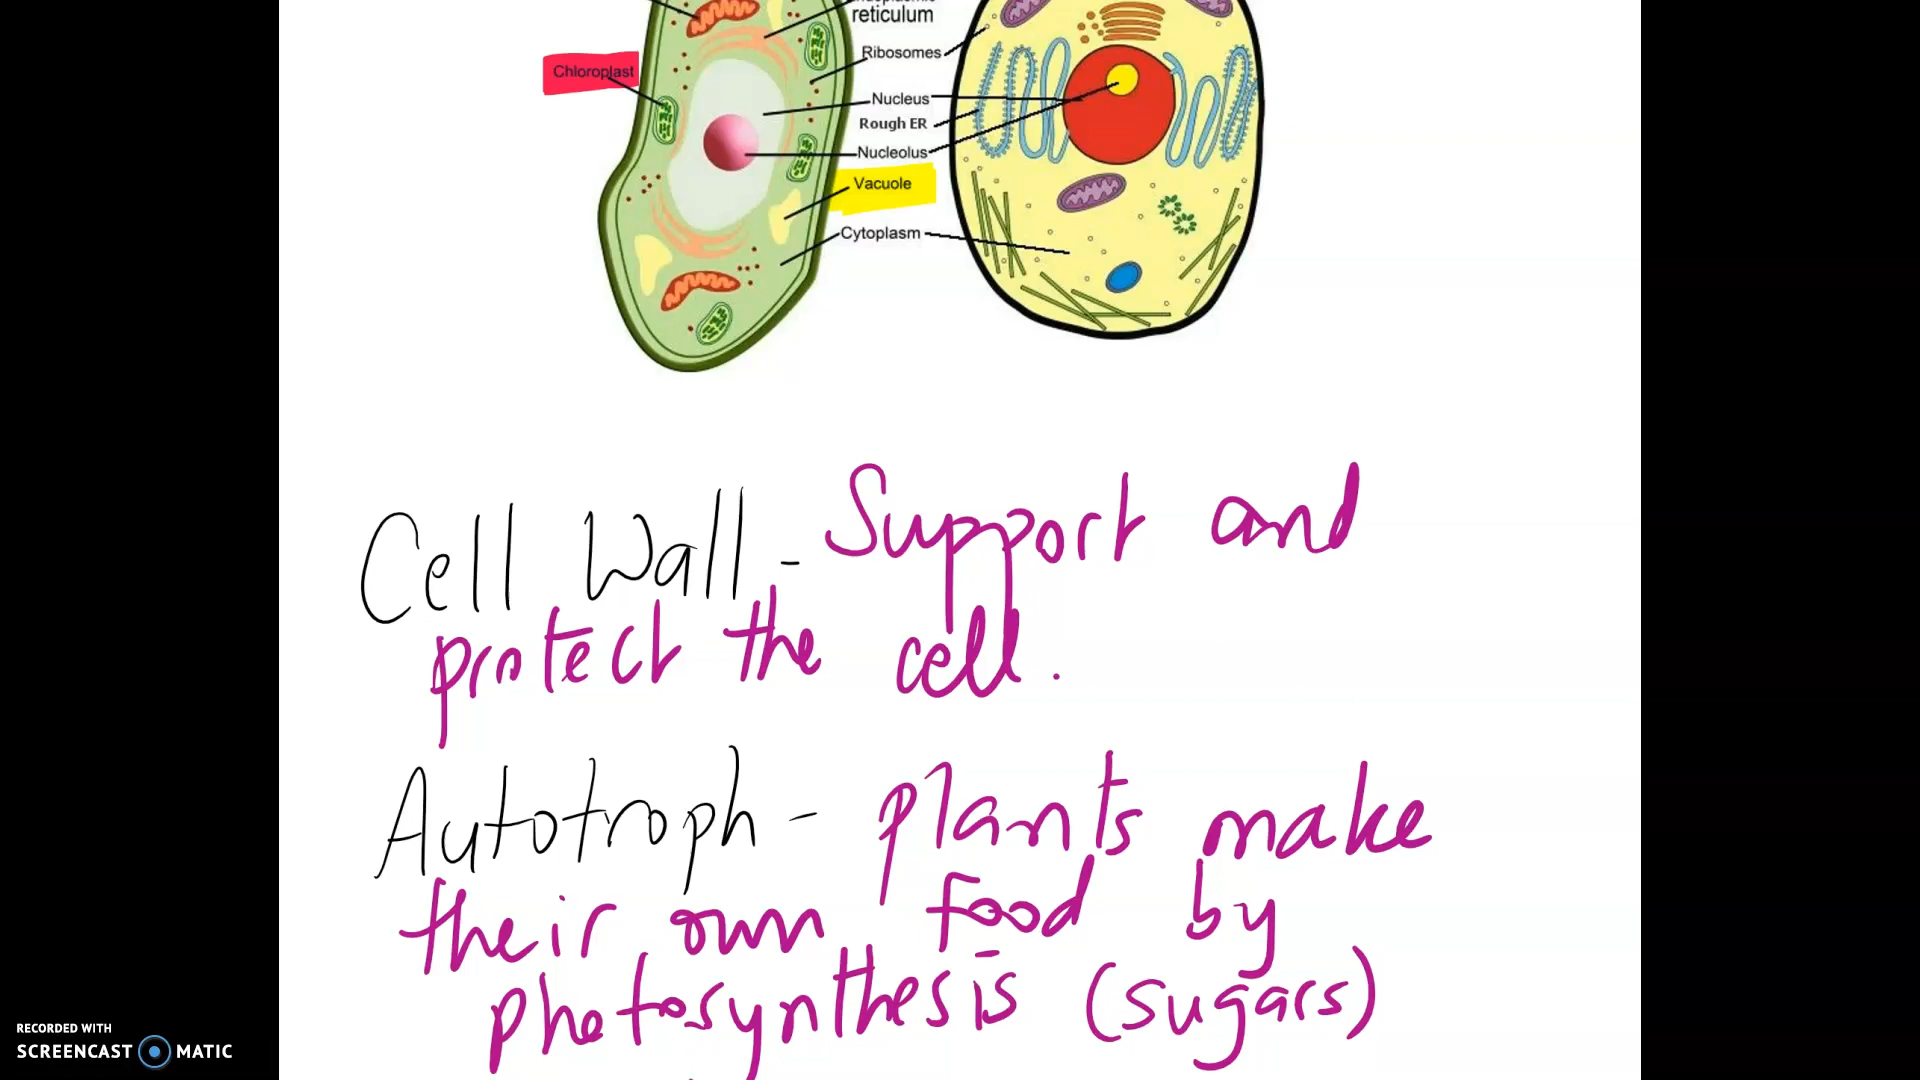 reticulum
Chloroplast
Ribosomes
Nucleus
Rough ER
Nucleolus
Vacuole
Cytoplasm
Cell Wall - Support and
protect the cell.
Autotroph - plants make
their own food by
photosynthesis (sugars)
RECORDED WITH
SCREENCAST MATIC